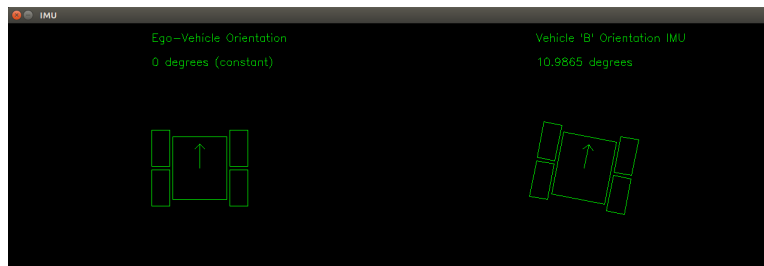 IMU
Ego-Vehicle Orientation
0 degrees (constant)
Vehicle 'B' Orientation IMU
10.9865 degrees